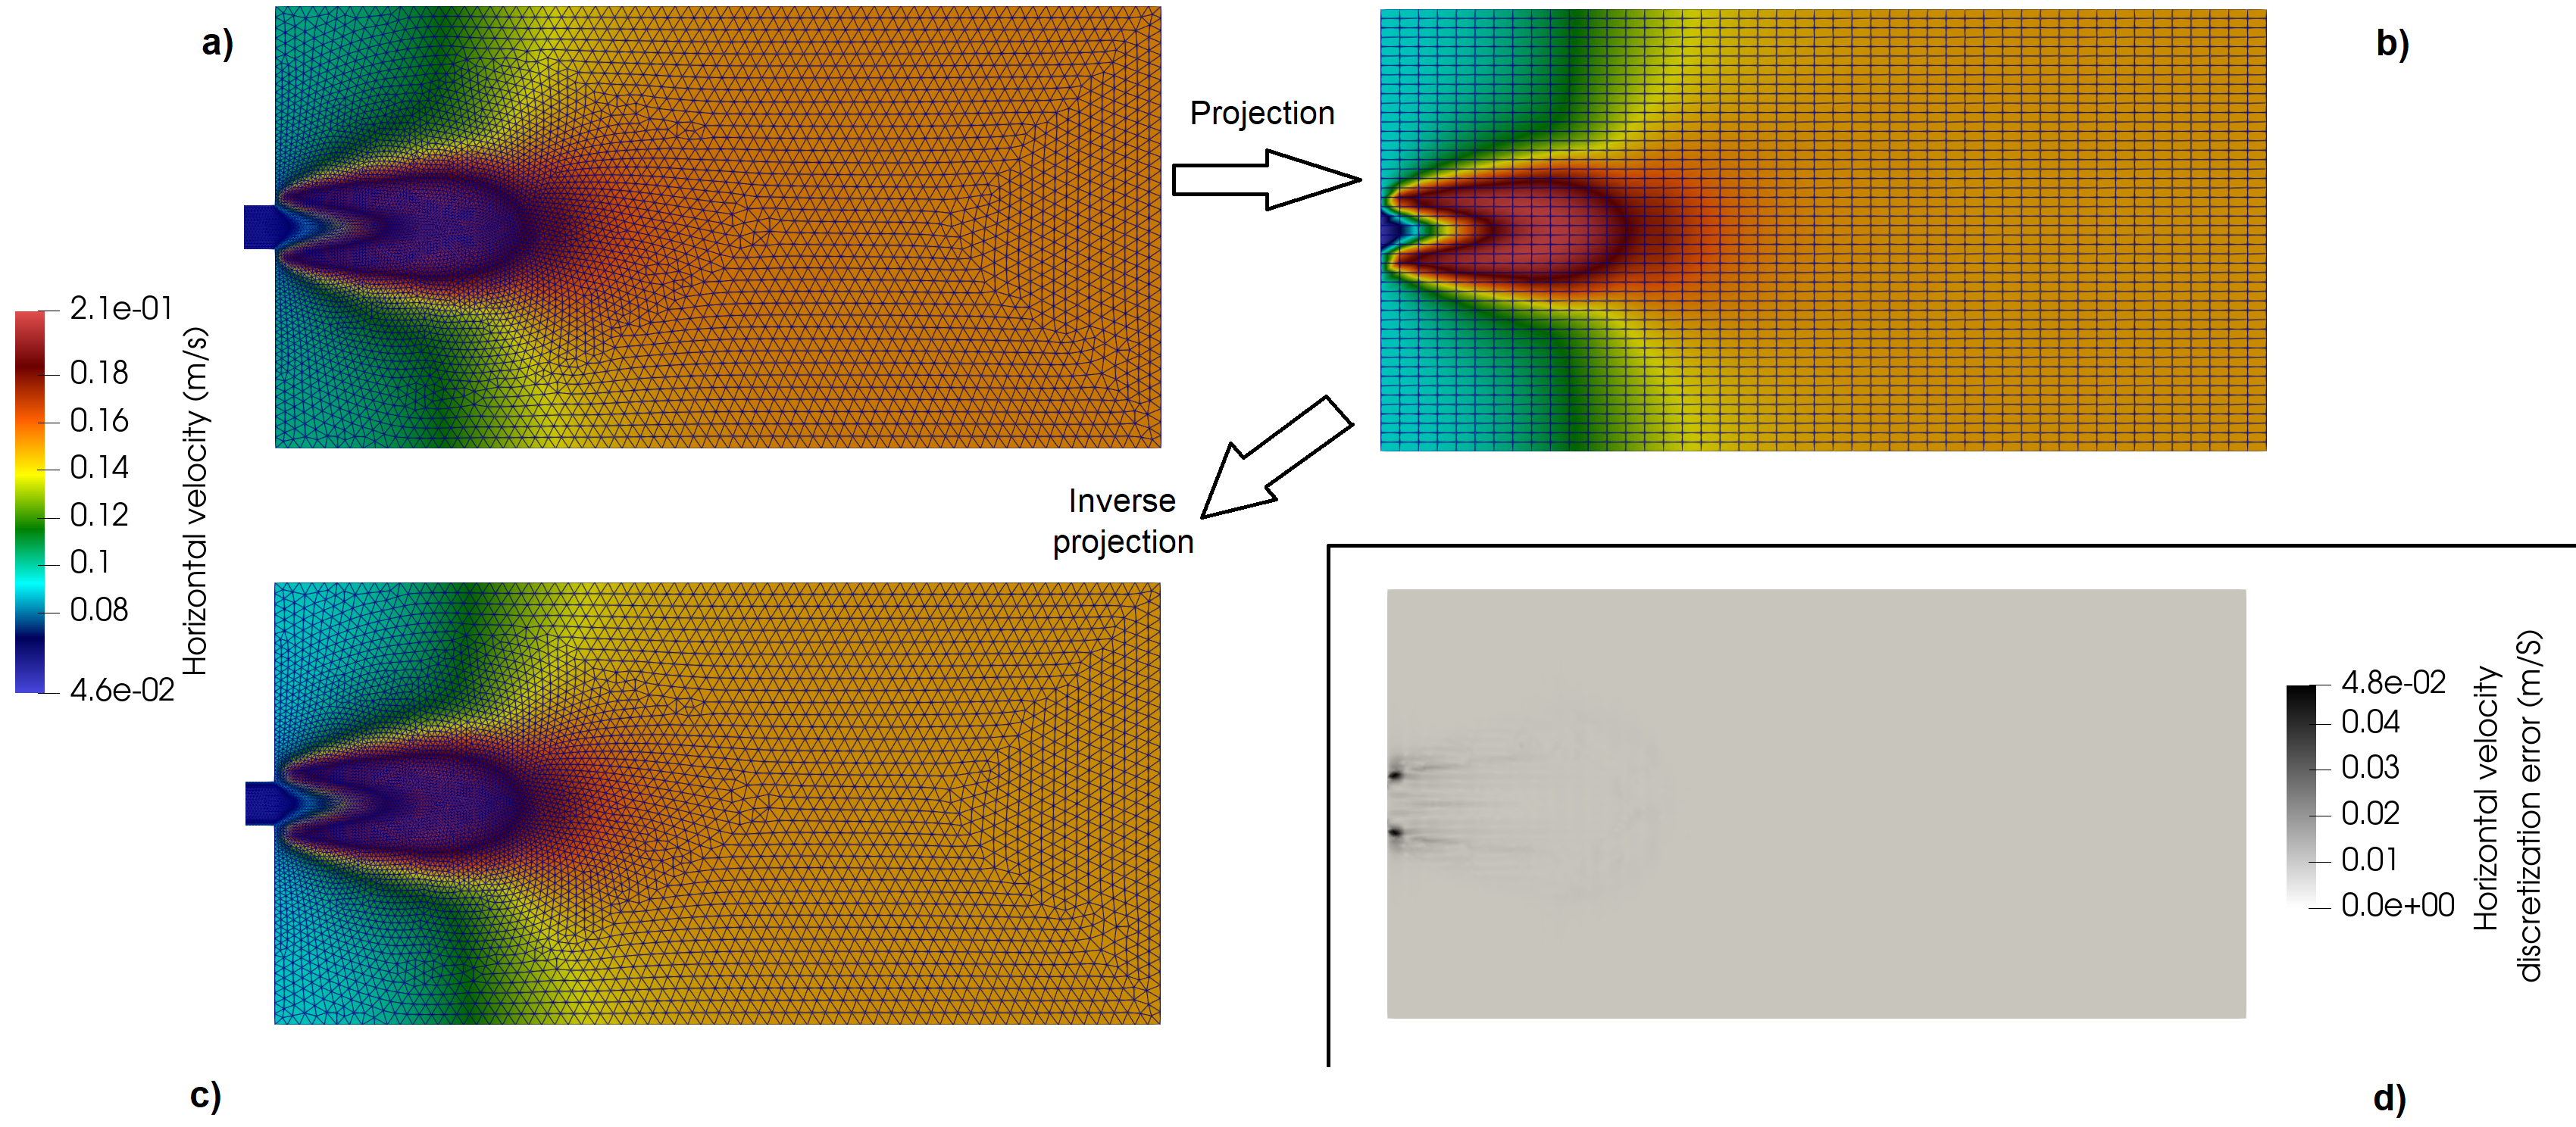 a)
b)
Projection
2.1e-01
0.18
0.16
0.14
0.12
0.1
0.08
4.6e-02
Horizontal velocity (m/s)
Inverse
projection
4.8e-02
0.04
0.03
0.02
0.01
0.0e+00
Horizontal velocity
discretization error (m/S)
c)
d)